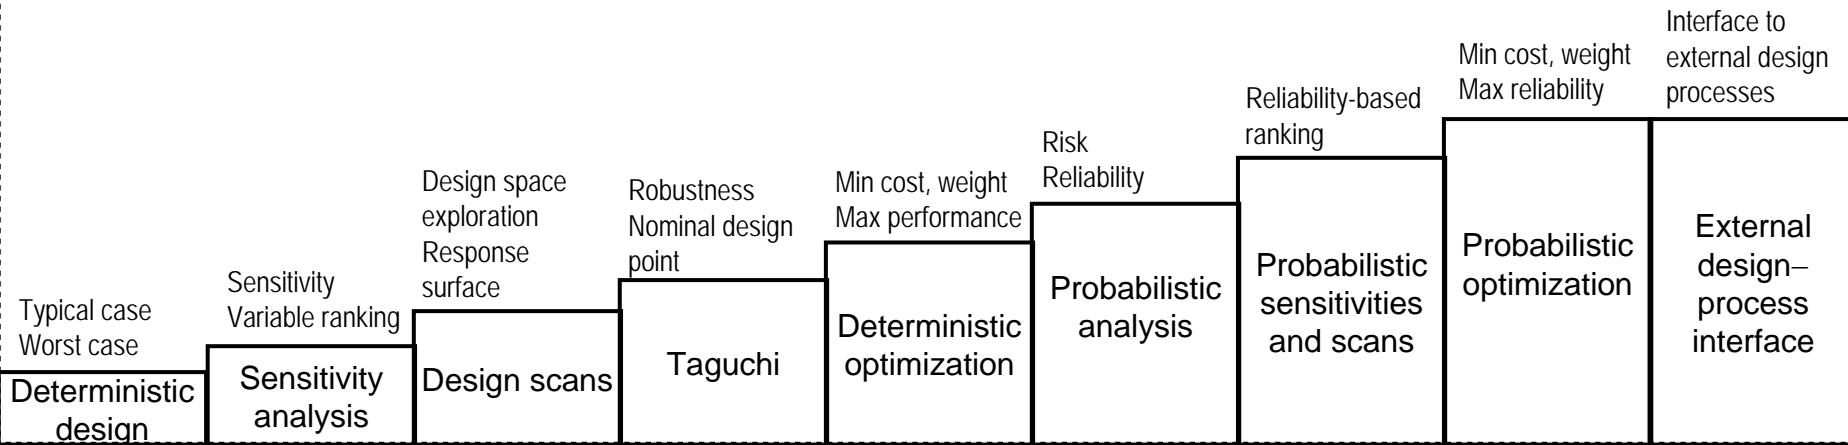 Typical case
Worst case
Deterministic
design
Sensitivity
Variable ranking
Sensitivity
analysis
Design space
exploration
Response
surface
Design scans
Robustness
Nominal design
point
Taguchi
Min cost, weight
Max performance
Deterministic
optimization
Risk
Reliability
Probabilistic
analysis
Reliability-based
ranking
Probabilistic
sensitivities
and scans
Min cost, weight
Max reliability
Probabilistic
optimization
Interface to
external design
processes
External
design–
process
interface